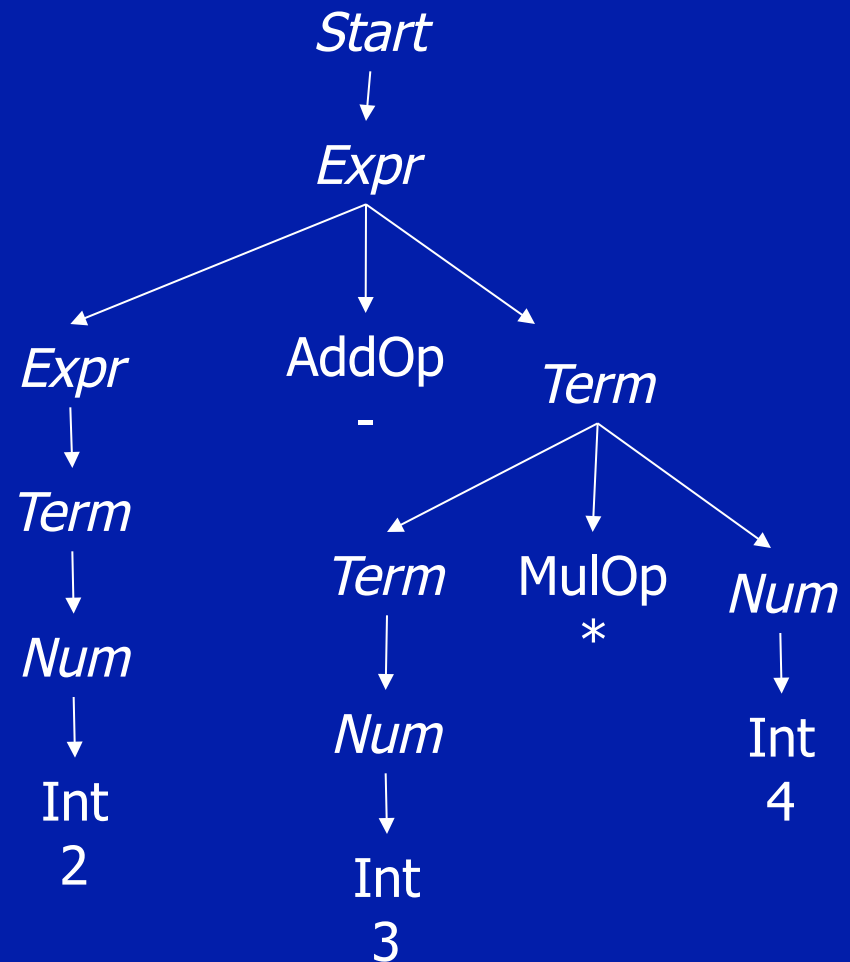 Start
Expr
Expr
AddOp
-
Term
Term
Term
MulOp
*
Num
Num
Num
Int
4
Int
2
Int
3